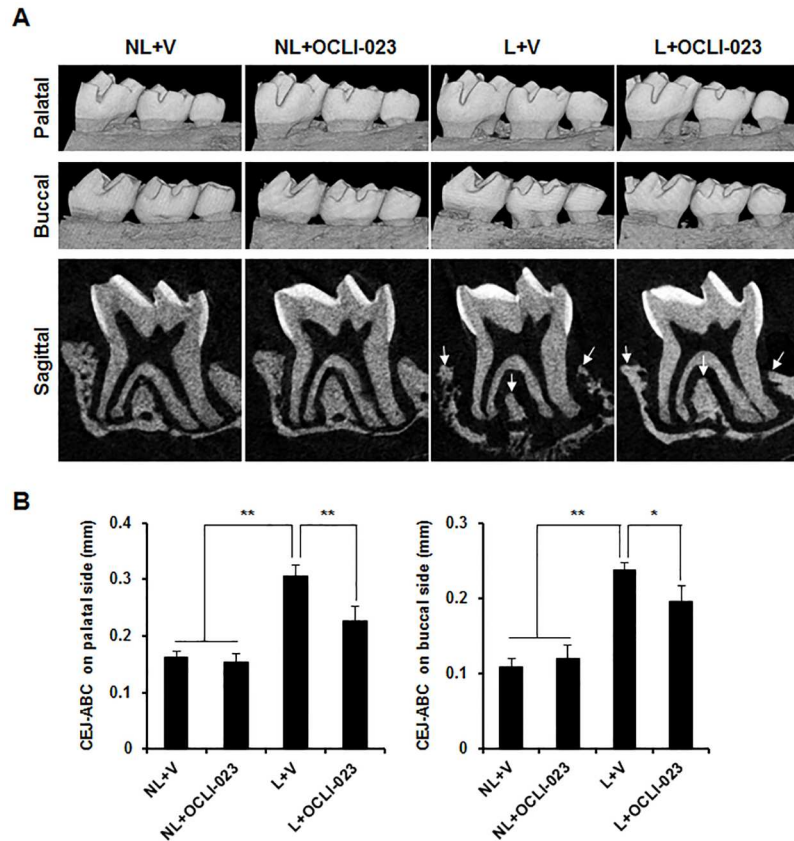 A
NL+V NL+OCLI-023 L+V L+OCLI-023
Palatal
Buccal
Sagittal
B
CEJ-ABC on palatal side (mm)
0.4
0.3
0.2
0.1
0
** **
NL+V
NL+OCLI-023
L+V
L+OCLI-023
CEJ-ABC on buccal side (mm)
0.3
0.2
0.1
0
** *
NL+V
NL+OCLI-023
L+V
L+OCLI-023